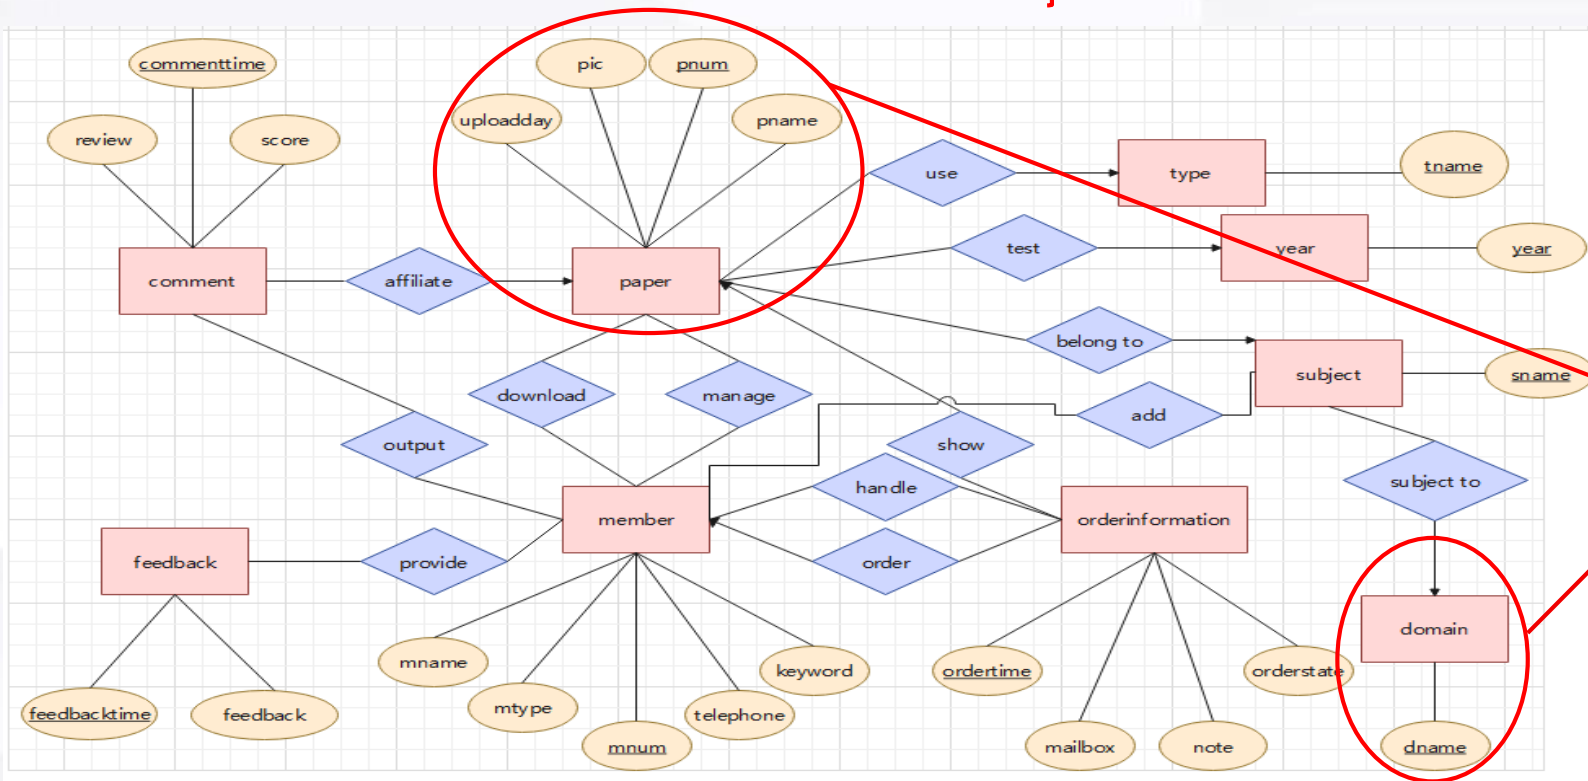 commenttime
pic
pnum
uploadday
pname
review
score
use
type
tname
test
year
year
comment
affiliate
paper
belong to
subject
sname
download
manage
add
output
show
handle
subject to
member
orderinformation
feedback
provide
order
domain
mname
keyword
ordertime
orderstate
mtype
telephone
feedbacktime
feedback
mnum
mailbox
note
dname